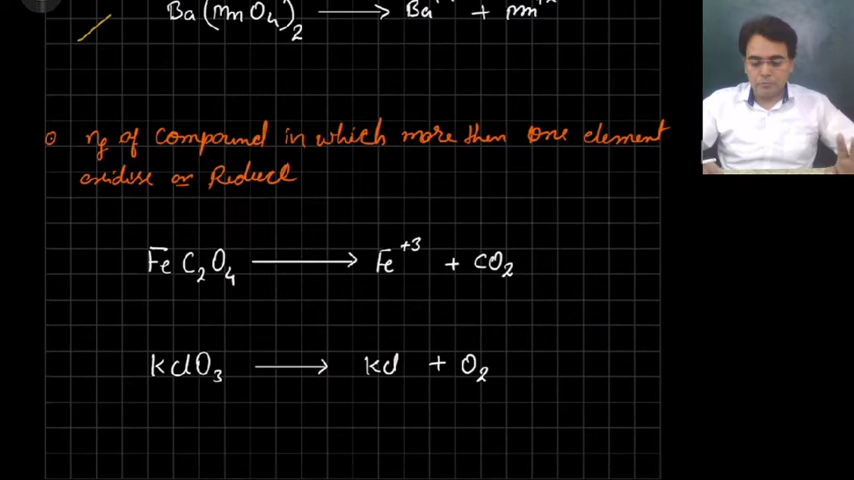 Ba(MnO4)2 ⟶ Ba + Mn
nf of compound in which more then one element
oxidise or Reduce
FeC2O4 ⟶ Fe+3 + CO2
KClO3 ⟶ KCl + O2